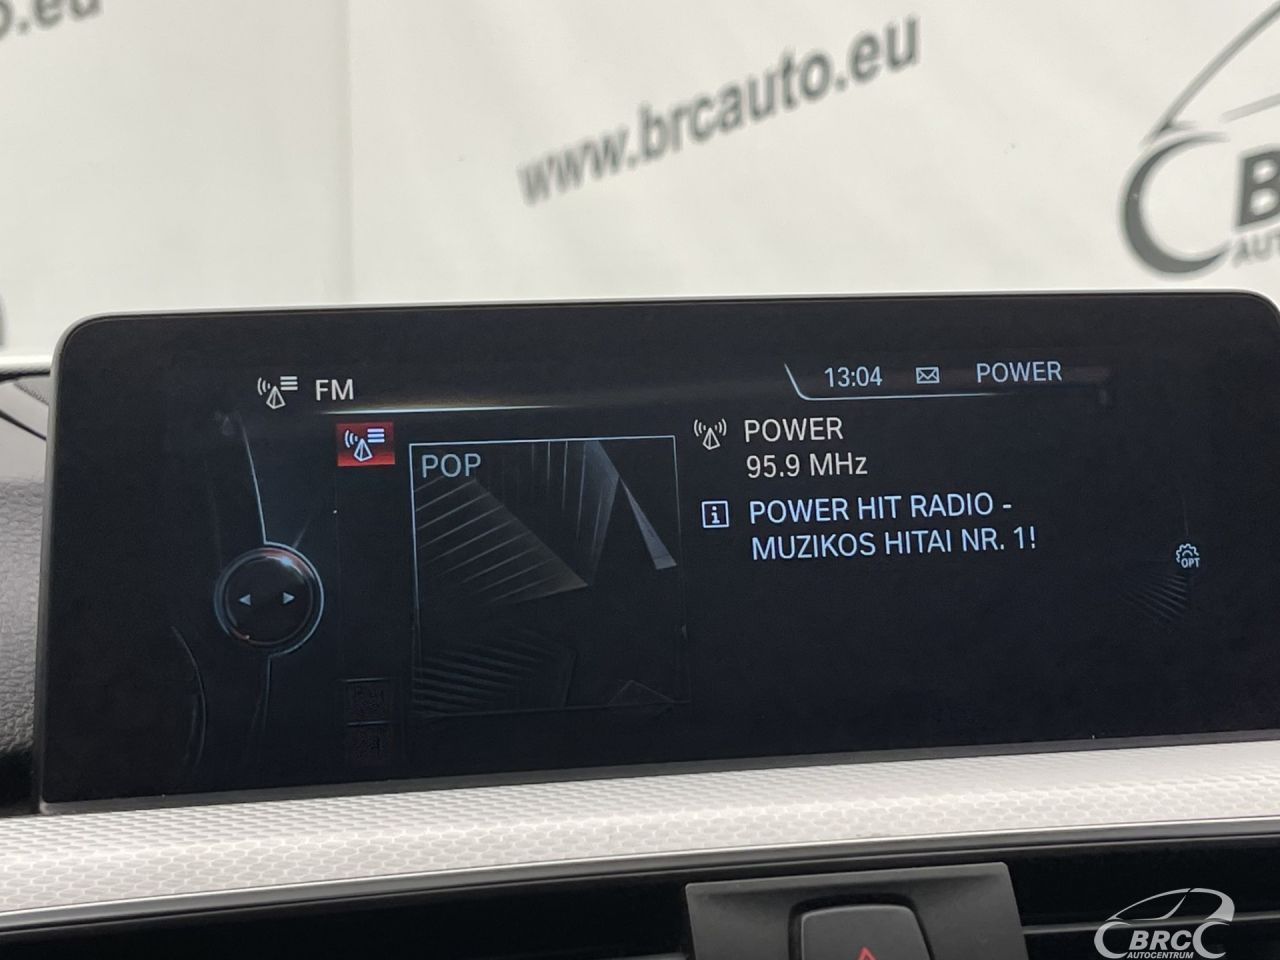 www.brcauto.eu
FM
13:04
POWER
POP
POWER
95.9 MHz
POWER HIT RADIO -
MUZIKOS HITAI NR. 1!
OPT
BRC
AUTOCENTRUM